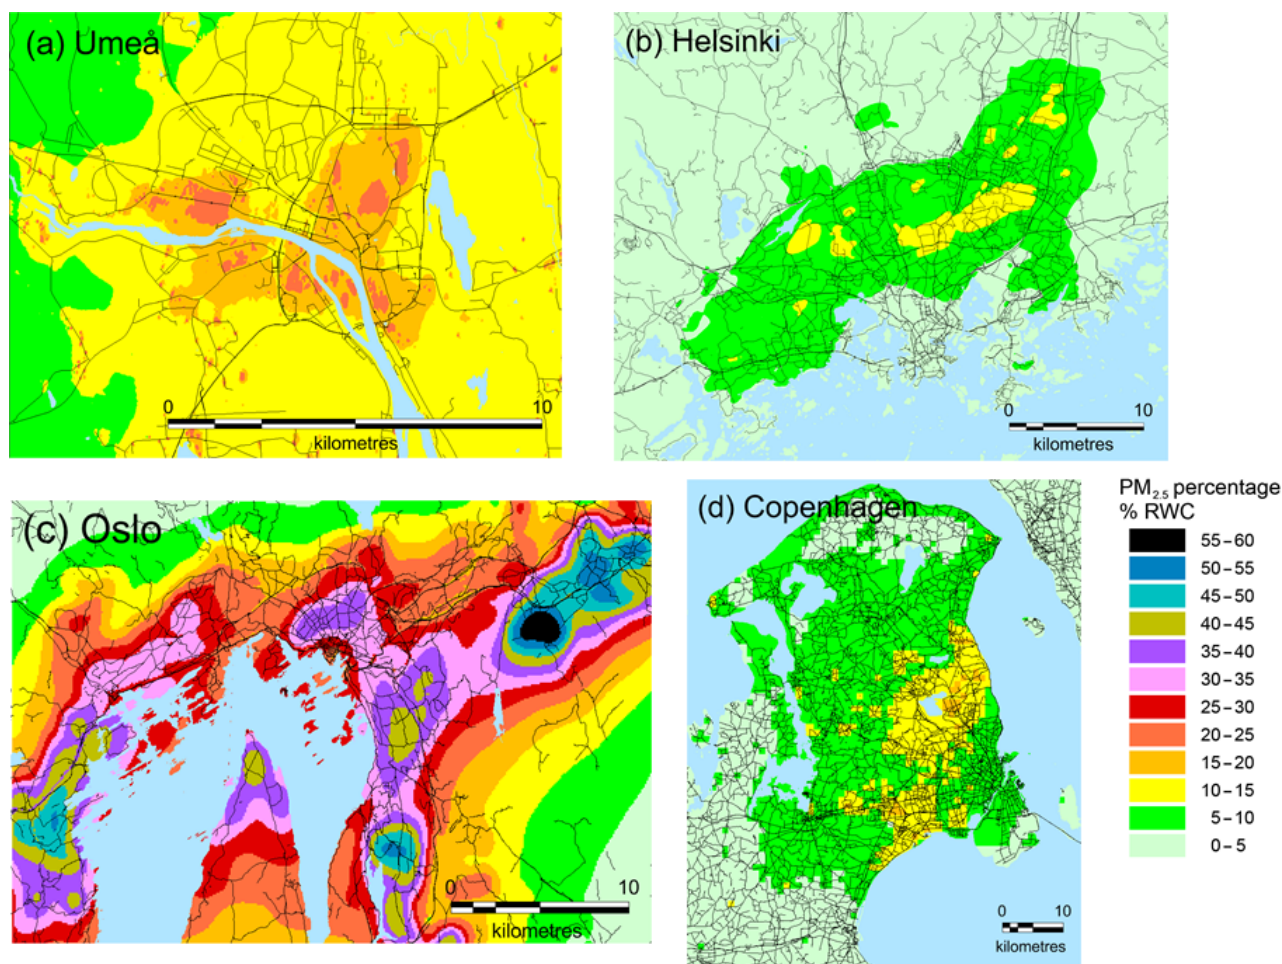 (a) Umeå
0 10
kilometres
(b) Helsinki
0 10
kilometres
(c) Oslo
0 10
kilometres
(d) Copenhagen
0 10
kilometres
PM2.5 percentage
% RWC
55–60
50–55
45–50
40–45
35–40
30–35
25–30
20–25
15–20
10–15
5–10
0–5